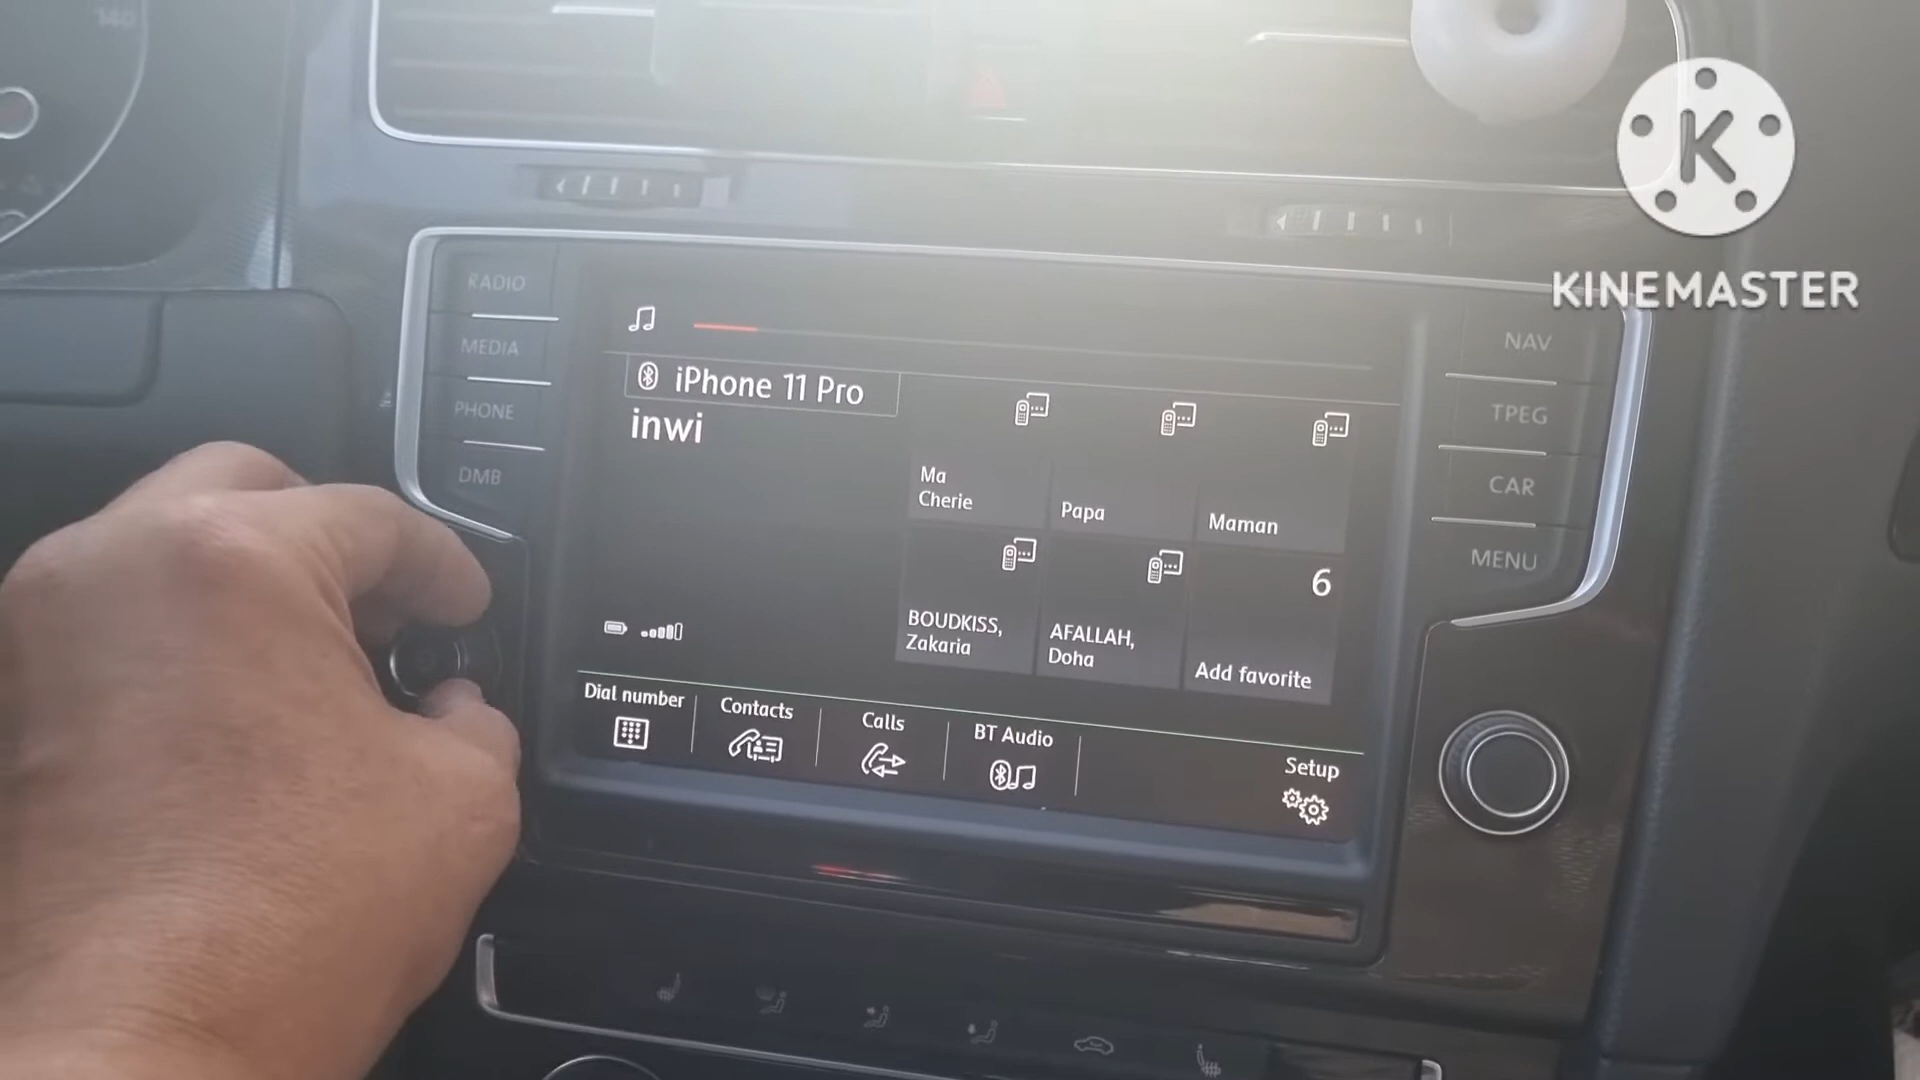 140
K
KINEMASTER
RADIO
MEDIA
PHONE
DMB
iPhone 11 Pro
inwi
Ma
Cherie
Papa
Maman
BOUDKISS,
Zakaria
AFALLAH,
Doha
6
Add favorite
Dial number
Contacts
Calls
BT Audio
Setup
NAV
TPEG
CAR
MENU